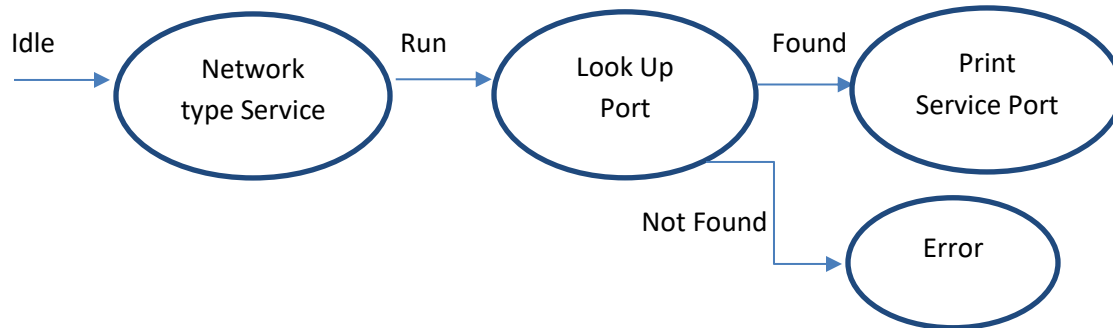 Idle
Network
type Service
Run
Look Up
Port
Found
Print
Service Port
Not Found
Error